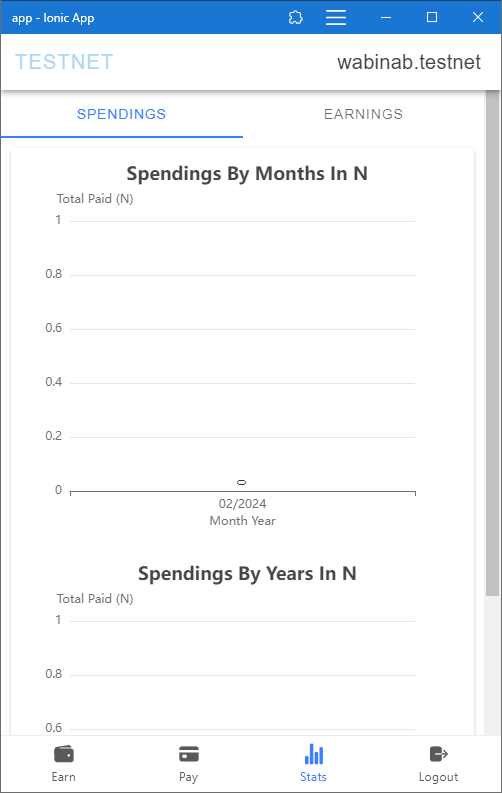 app - Ionic App
TESTNET
wabinab.testnet
SPENDINGS
EARNINGS
Spendings By Months In N
Total Paid (N)
1
0.8
0.6
0.4
0.2
0
0
02/2024
Month Year
Spendings By Years In N
Total Paid (N)
1
0.8
0.6
Earn
Pay
Stats
Logout